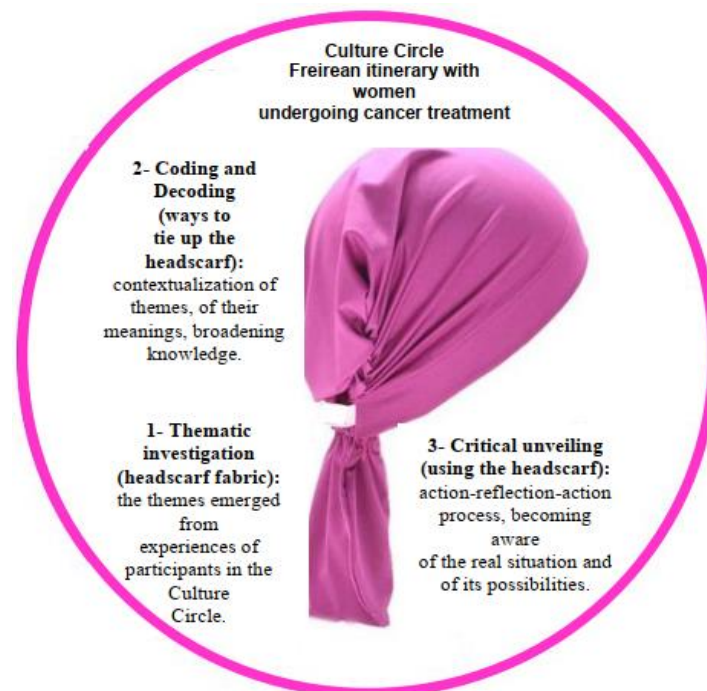 Culture Circle
Freirean itinerary with
women
undergoing cancer treatment
2- Coding and
Decoding
(ways to
tie up the
headscarf):
contextualization of
themes, of their
meanings, broadening
knowledge.
1- Thematic
investigation
(headscarf fabric):
the themes emerged
from
experiences of
participants in the
Culture
Circle.
3- Critical unveiling
(using the headscarf):
action-reflection-action
process, becoming
aware
of the real situation and
of its possibilities.